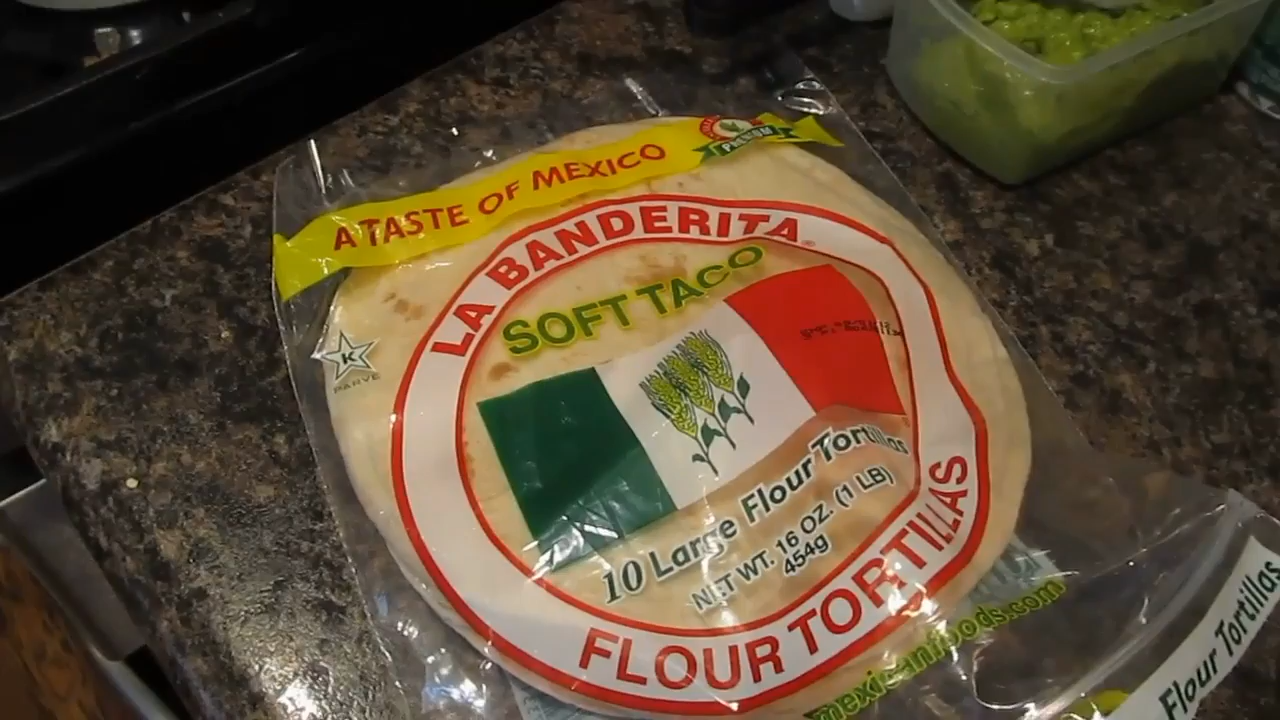 A TASTE OF MEXICO
PREMIUM
LA BANDERITA®
SOFT TACO
K
PARVE
10 Large Flour Tortillas
NET WT. 16 OZ. (1 LB)
454g
FLOUR TORTILLAS
mexicanfoods.com
Flour Tortillas